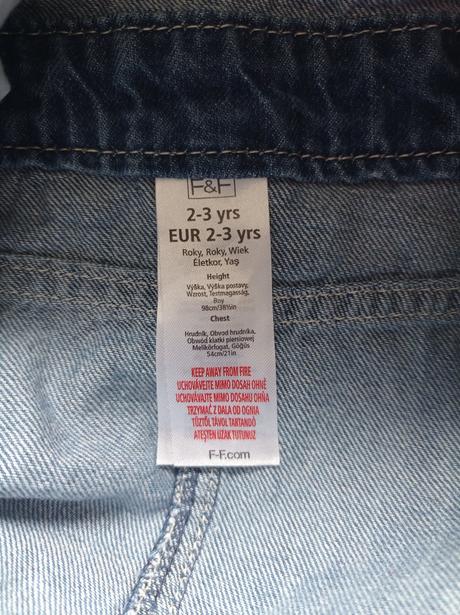 F&F
2-3 yrs
EUR 2-3 yrs
Roky, Roky, Wiek
Életkor, Yaş
Height
Výška, Výška postavy,
Wzrost, Testmagasság,
Boy
98cm/38½in
Chest
Hrudník, Obvod hrudníka,
Obwód klatki piersiowej
Mellkörfogat, Göğüs
54cm/21in
KEEP AWAY FROM FIRE
UCHOVÁVEJTE MIMO DOSAH OHNĚ
UCHOVÁVAJTE MIMO DOSAHU OHŇA
TRZYMAĆ Z DALA OD OGNIA
TŰZTŐL TÁVOL TARTANDÓ
ATEŞTEN UZAK TUTUNUZ
F-F.com